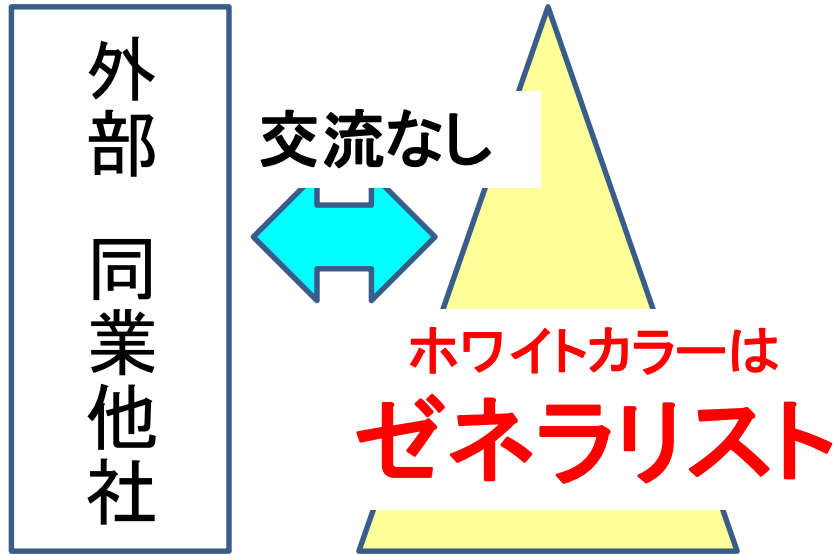 外部　同業他社
交流なし
ホワイトカラーは
ゼネラリスト